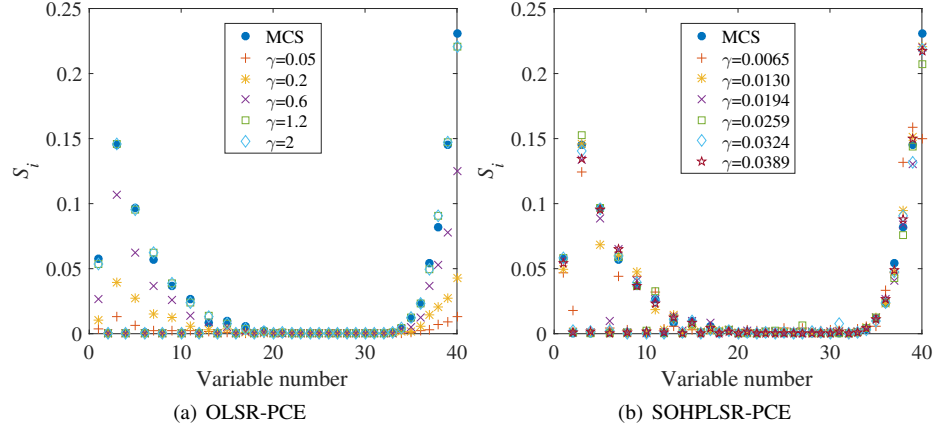 0.25
0.2
0.15
0.1
0.05
0
S_i
0 10 20 30 40
Variable number
MCS
γ=0.05
γ=0.2
γ=0.6
γ=1.2
γ=2
(a) OLSR-PCE
0.25
0.2
0.15
0.1
0.05
0
S_i
0 10 20 30 40
Variable number
MCS
γ=0.0065
γ=0.0130
γ=0.0194
γ=0.0259
γ=0.0324
γ=0.0389
(b) SOHPLSR-PCE